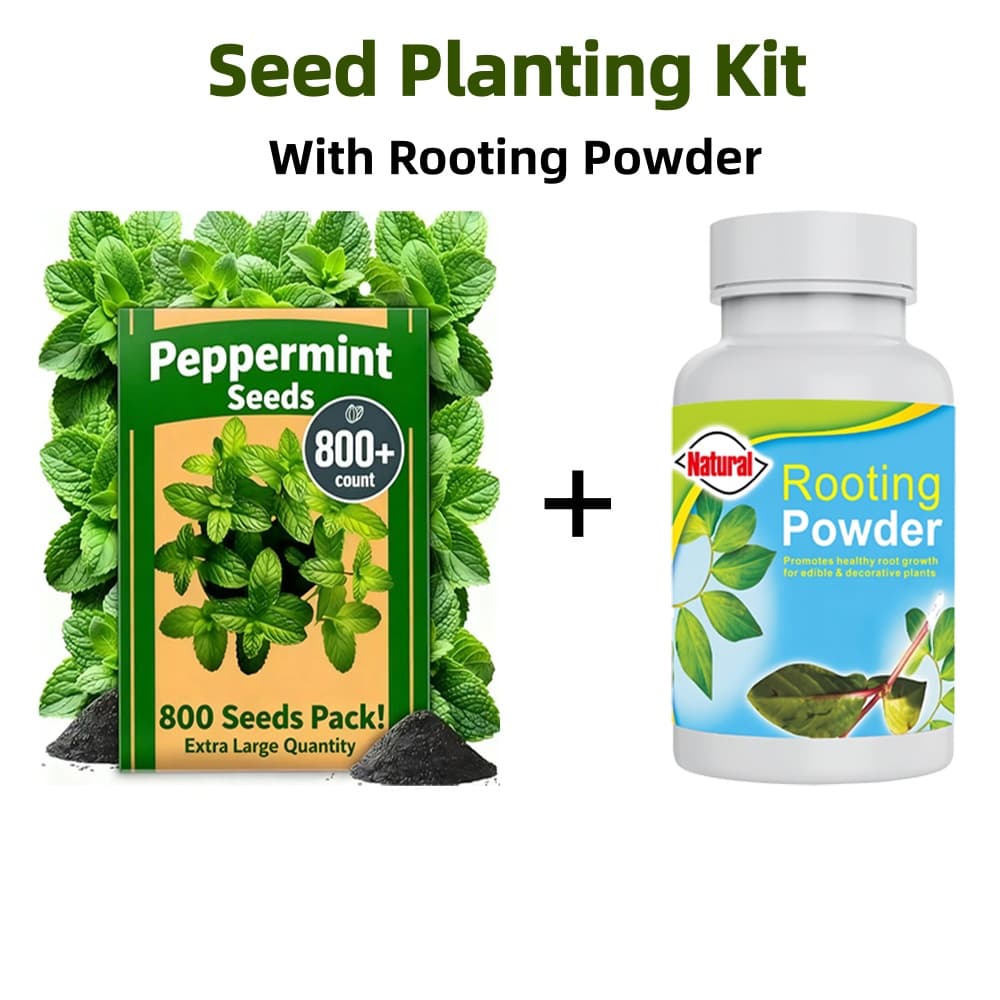 Seed Planting Kit
With Rooting Powder
Peppermint
Seeds
800+
count
800 Seeds Pack!
Extra Large Quantity
+
Natural
Rooting
Powder
Promotes healthy root growth
for edible & decorative plants